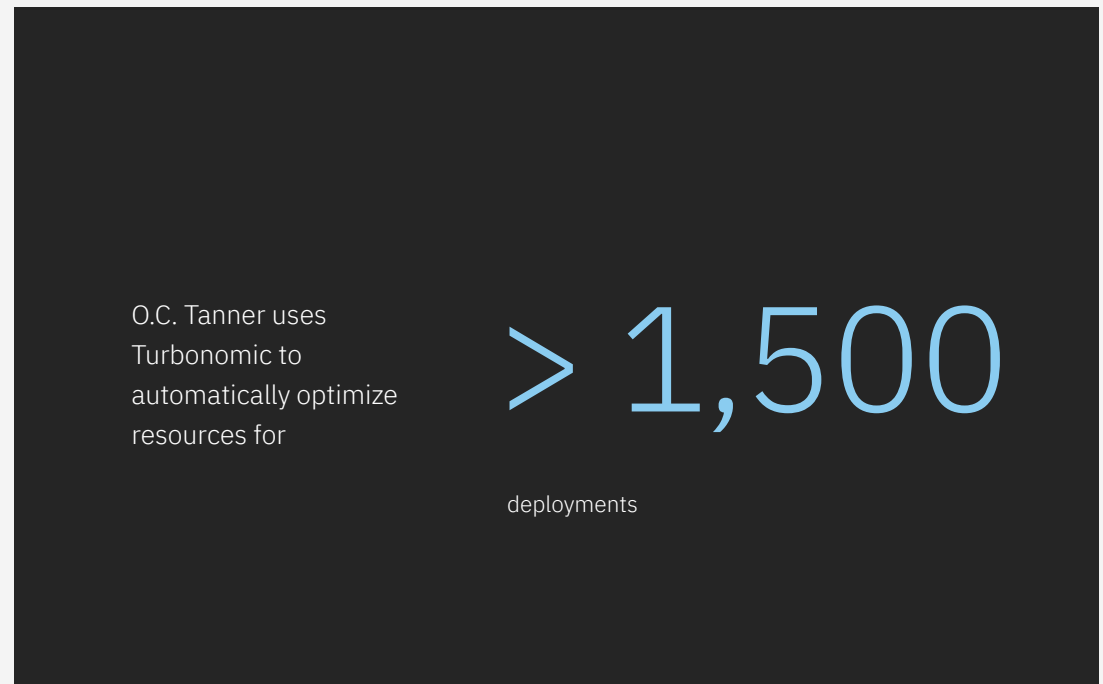 O.C. Tanner uses
Turbonomic to
automatically optimize
resources for
> 1,500
deployments